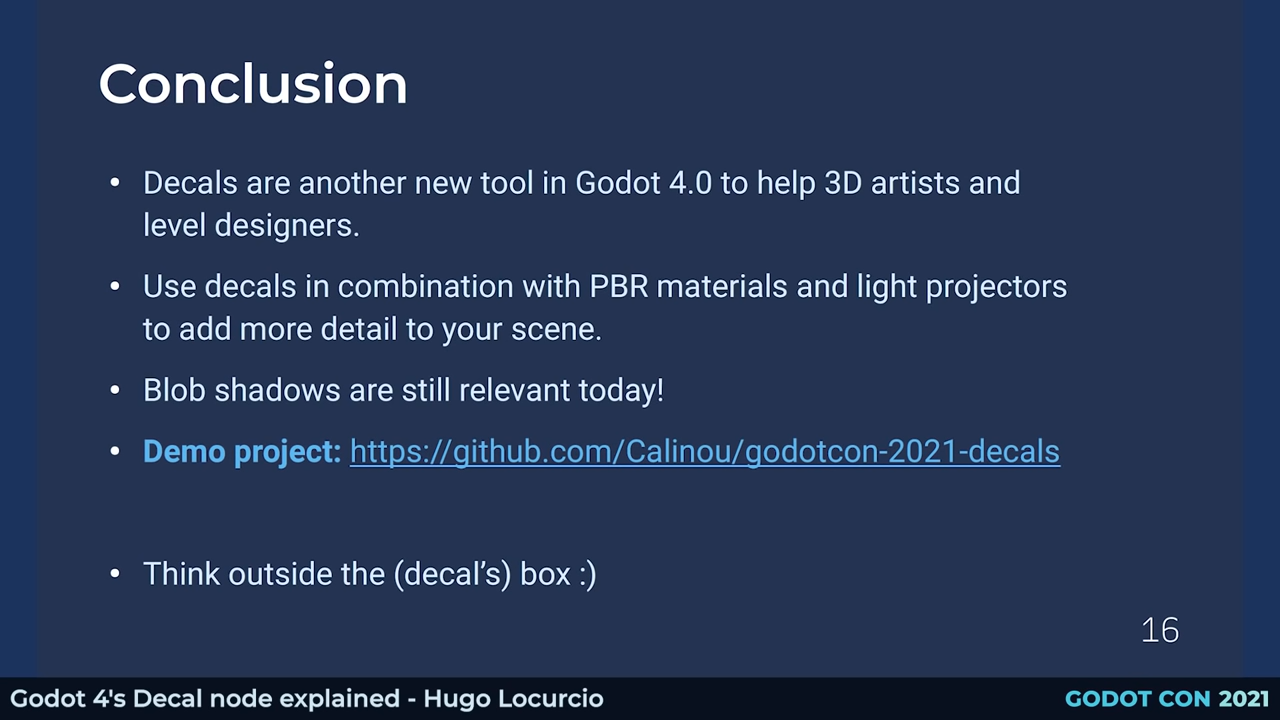 Conclusion
• Decals are another new tool in Godot 4.0 to help 3D artists and
level designers.
• Use decals in combination with PBR materials and light projectors
to add more detail to your scene.
• Blob shadows are still relevant today!
• Demo project: https://github.com/Calinou/godotcon-2021-decals
• Think outside the (decal’s) box :)
16
Godot 4's Decal node explained - Hugo Locurcio
GODOT CON 2021